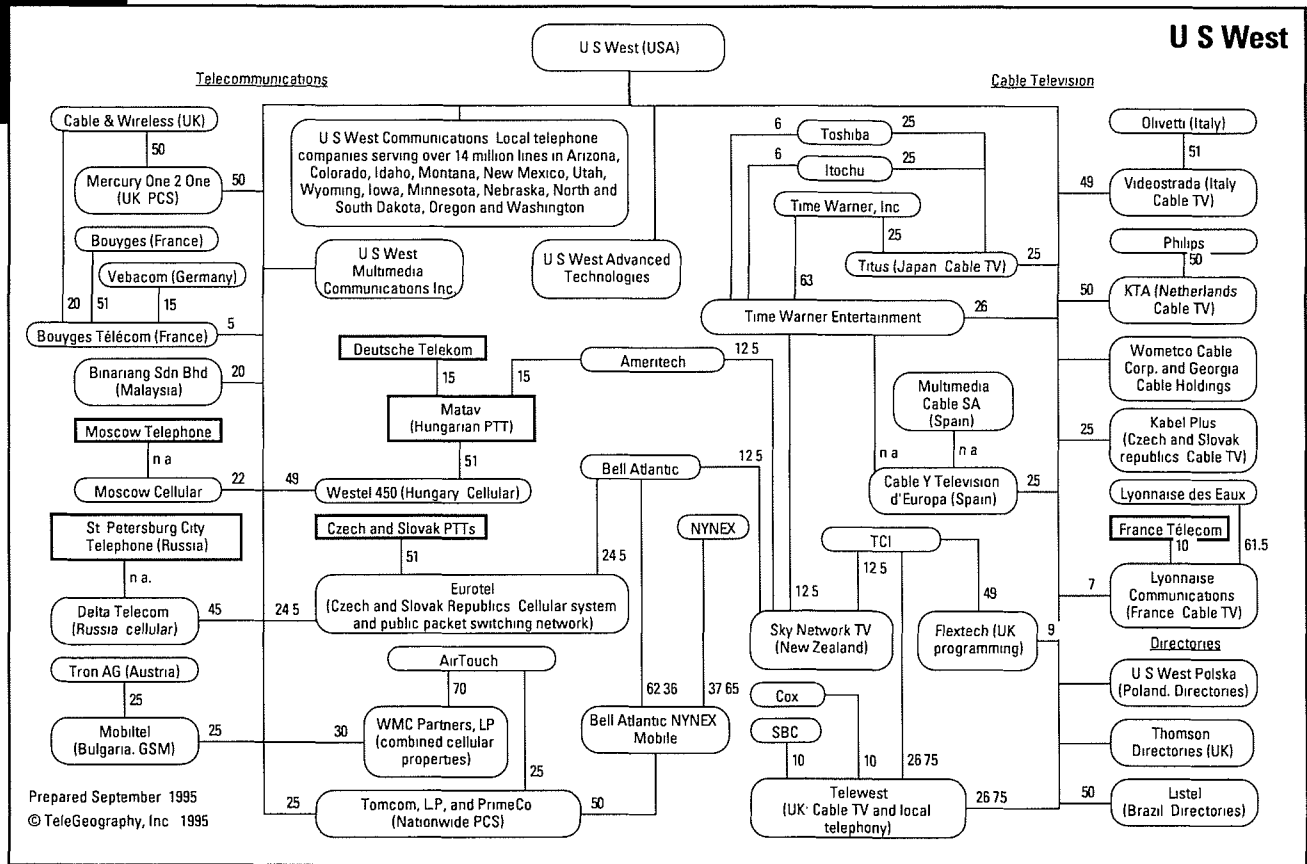 U S West
U S West (USA)
Telecommunications
Cable Television
Cable & Wireless (UK)
50
Mercury One 2 One
(UK PCS)
50
Bouyges (France)
Vebacom (Germany)
20
51
15
Bouyges Télécom (France)
5
Binariang Sdn Bhd
(Malaysia)
20
Moscow Telephone
n a
Moscow Cellular
22
St Petersburg City
Telephone (Russia)
n a.
Delta Telecom
(Russia cellular)
45
Tron AG (Austria)
25
Mobiltel
(Bulgaria. GSM)
25
Prepared September 1995
© TeleGeography, Inc 1995
U S West Communications Local telephone
companies serving over 14 million lines in Arizona,
Colorado, Idaho, Montana, New Mexico, Utah,
Wyoming, Iowa, Minnesota, Nebraska, North and
South Dakota, Oregon and Washington
U S West
Multimedia
Communications Inc.
U S West Advanced
Technologies
Deutsche Telekom
15
15
Matav
(Hungarian PTT)
51
49
Westel 450 (Hungary Cellular)
Czech and Slovak PTTs
51
24 5
24 5
Eurotel
(Czech and Slovak Republics Cellular system
and public packet switching network)
AirTouch
70
30
WMC Partners, LP
(combined cellular
properties)
25
25
Tomcom, L.P, and PrimeCo
(Nationwide PCS)
50
Ameritech
12 5
Bell Atlantic
12 5
NYNEX
62 36
37 65
Bell Atlantic NYNEX
Mobile
6
Toshiba
25
6
Itochu
25
Time Warner, Inc
25
63
Titus (Japan Cable TV)
25
Time Warner Entertainment
26
Multimedia
Cable SA
(Spain)
n a
n a
Cable Y Television
d'Europa (Spain)
25
TCI
12 5
12 5
49
Sky Network TV
(New Zealand)
Flextech (UK
programming)
9
Cox
SBC
10
10
26 75
Telewest
(UK· Cable TV and local
telephony)
26 75
Olivetti (Italy)
51
49
Videostrada (Italy
Cable TV)
Philips
50
50
KTA (Netherlands
Cable TV)
Wometco Cable
Corp. and Georgia
Cable Holdings
25
Kabel Plus
(Czech and Slovak
republics Cable TV)
Lyonnaise des Eaux
France Télecom
10
61.5
7
Lyonnaise
Communications
(France Cable TV)
Directories
U S West Polska
(Poland. Directories)
Thomson
Directories (UK)
50
Listel
(Brazil Directories)